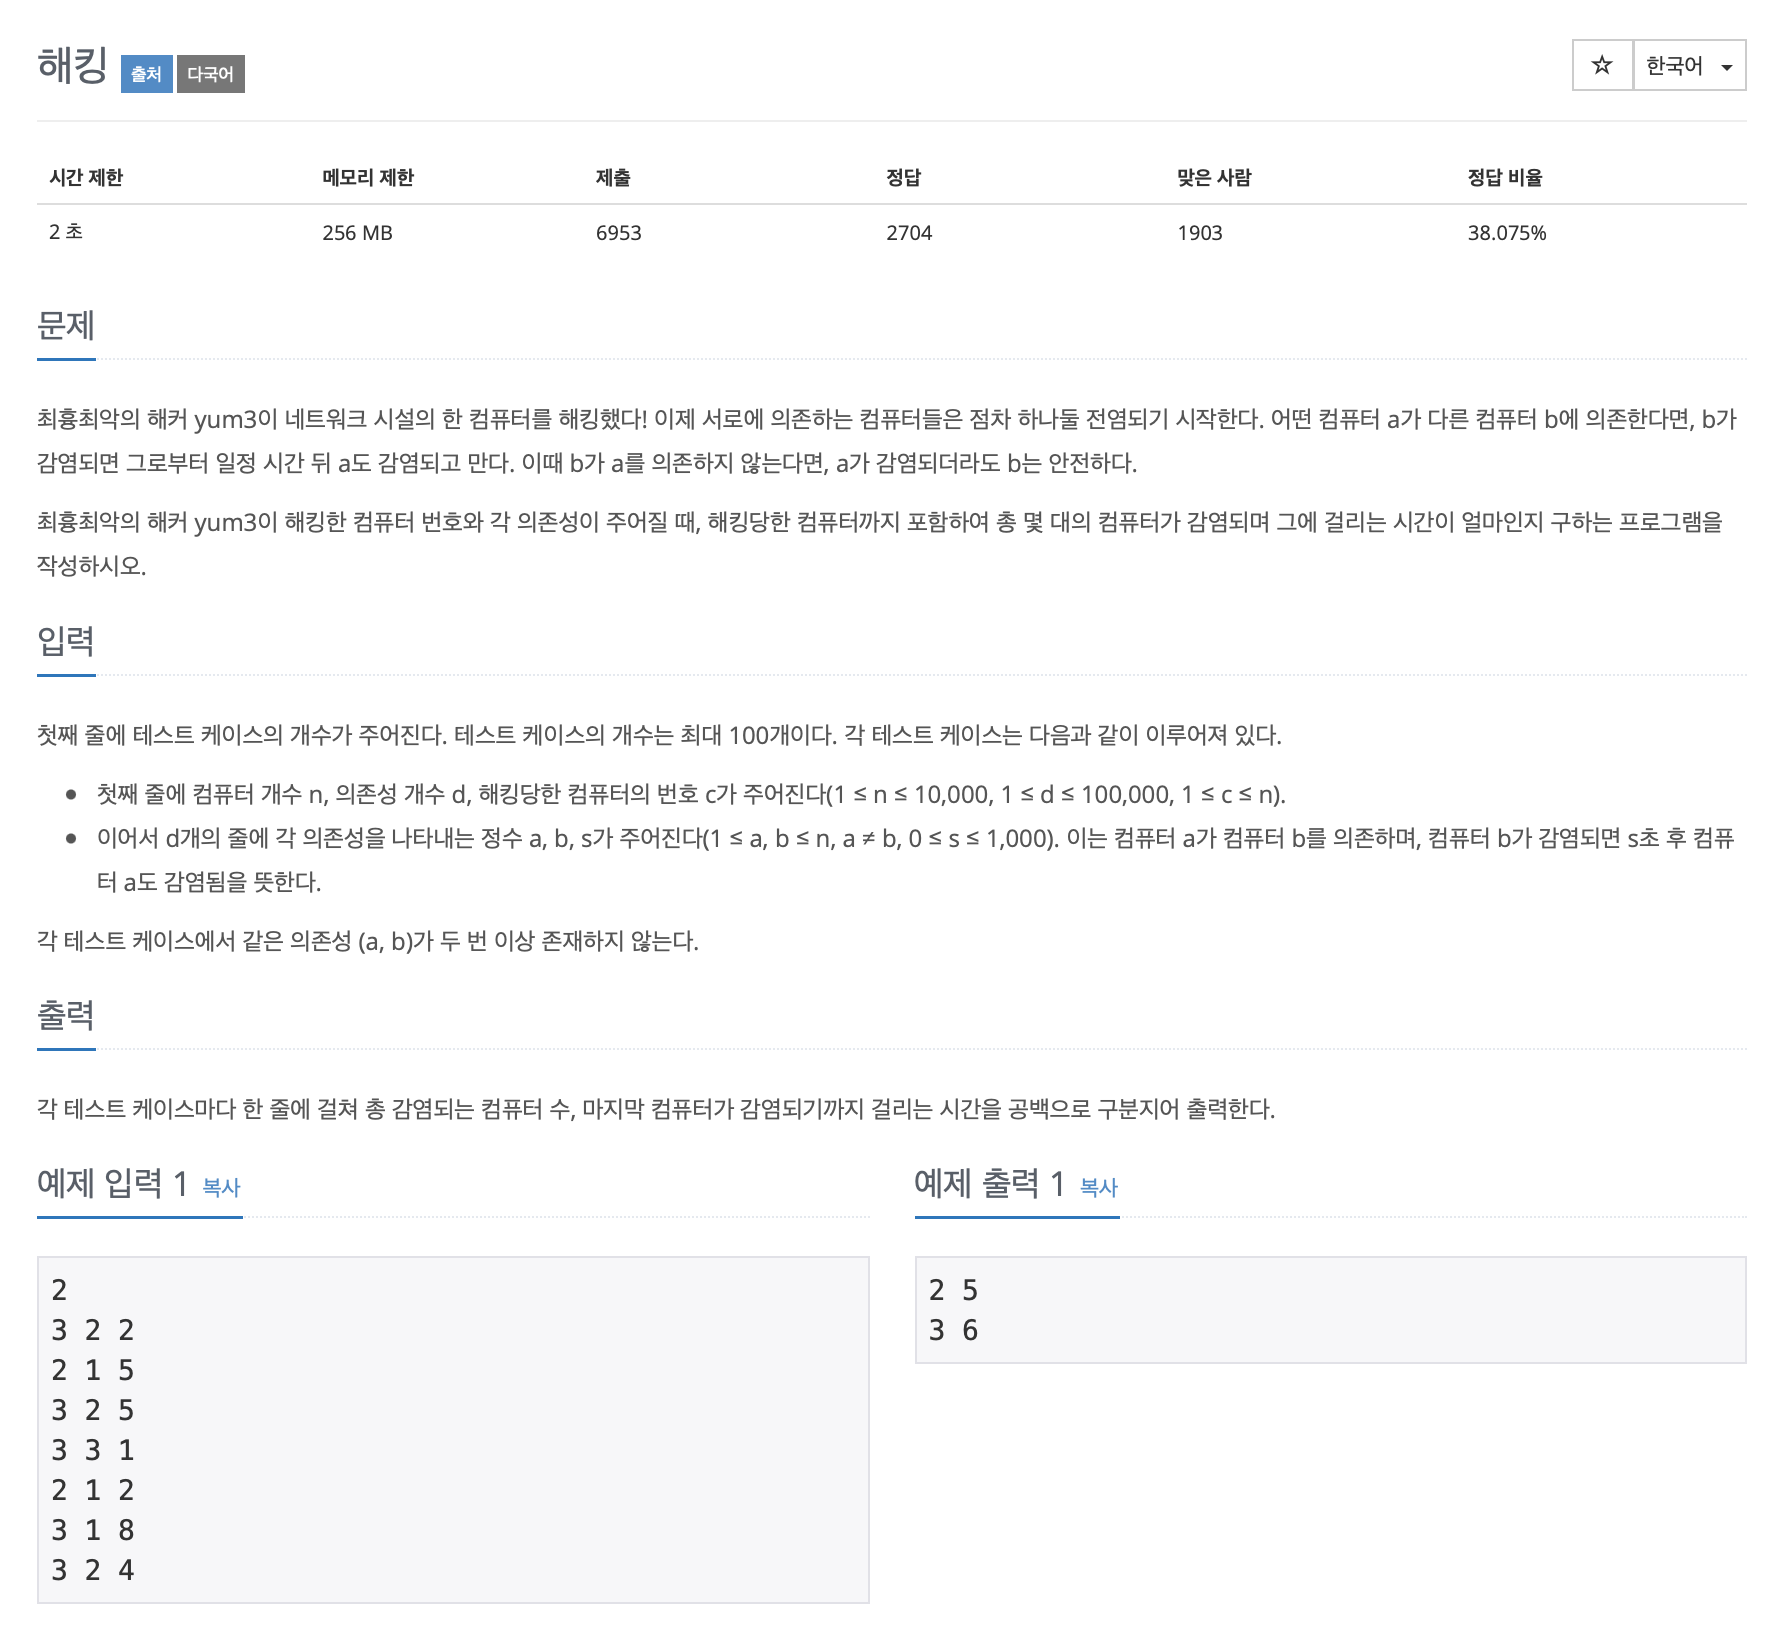 해킹 출처 다국어 ☆ 한국어
시간 제한 메모리 제한 제출 정답 맞은 사람 정답 비율
2 초 256 MB 6953 2704 1903 38.075%
문제
최흉최악의 해커 yum3이 네트워크 시설의 한 컴퓨터를 해킹했다! 이제 서로에 의존하는 컴퓨터들은 점차 하나둘 전염되기 시작한다. 어떤 컴퓨터 a가 다른 컴퓨터 b에 의존한다면, b가
감염되면 그로부터 일정 시간 뒤 a도 감염되고 만다. 이때 b가 a를 의존하지 않는다면, a가 감염되더라도 b는 안전하다.
최흉최악의 해커 yum3이 해킹한 컴퓨터 번호와 각 의존성이 주어질 때, 해킹당한 컴퓨터까지 포함하여 총 몇 대의 컴퓨터가 감염되며 그에 걸리는 시간이 얼마인지 구하는 프로그램을
작성하시오.
입력
첫째 줄에 테스트 케이스의 개수가 주어진다. 테스트 케이스의 개수는 최대 100개이다. 각 테스트 케이스는 다음과 같이 이루어져 있다.
● 첫째 줄에 컴퓨터 개수 n, 의존성 개수 d, 해킹당한 컴퓨터의 번호 c가 주어진다(1 ≤ n ≤ 10,000, 1 ≤ d ≤ 100,000, 1 ≤ c ≤ n).
● 이어서 d개의 줄에 각 의존성을 나타내는 정수 a, b, s가 주어진다(1 ≤ a, b ≤ n, a ≠ b, 0 ≤ s ≤ 1,000). 이는 컴퓨터 a가 컴퓨터 b를 의존하며, 컴퓨터 b가 감염되면 s초 후 컴퓨
터 a도 감염됨을 뜻한다.
각 테스트 케이스에서 같은 의존성 (a, b)가 두 번 이상 존재하지 않는다.
출력
각 테스트 케이스마다 한 줄에 걸쳐 총 감염되는 컴퓨터 수, 마지막 컴퓨터가 감염되기까지 걸리는 시간을 공백으로 구분지어 출력한다.
예제 입력 1 복사
2
3 2 2
2 1 5
3 2 5
3 3 1
2 1 2
3 1 8
3 2 4
예제 출력 1 복사
2 5
3 6